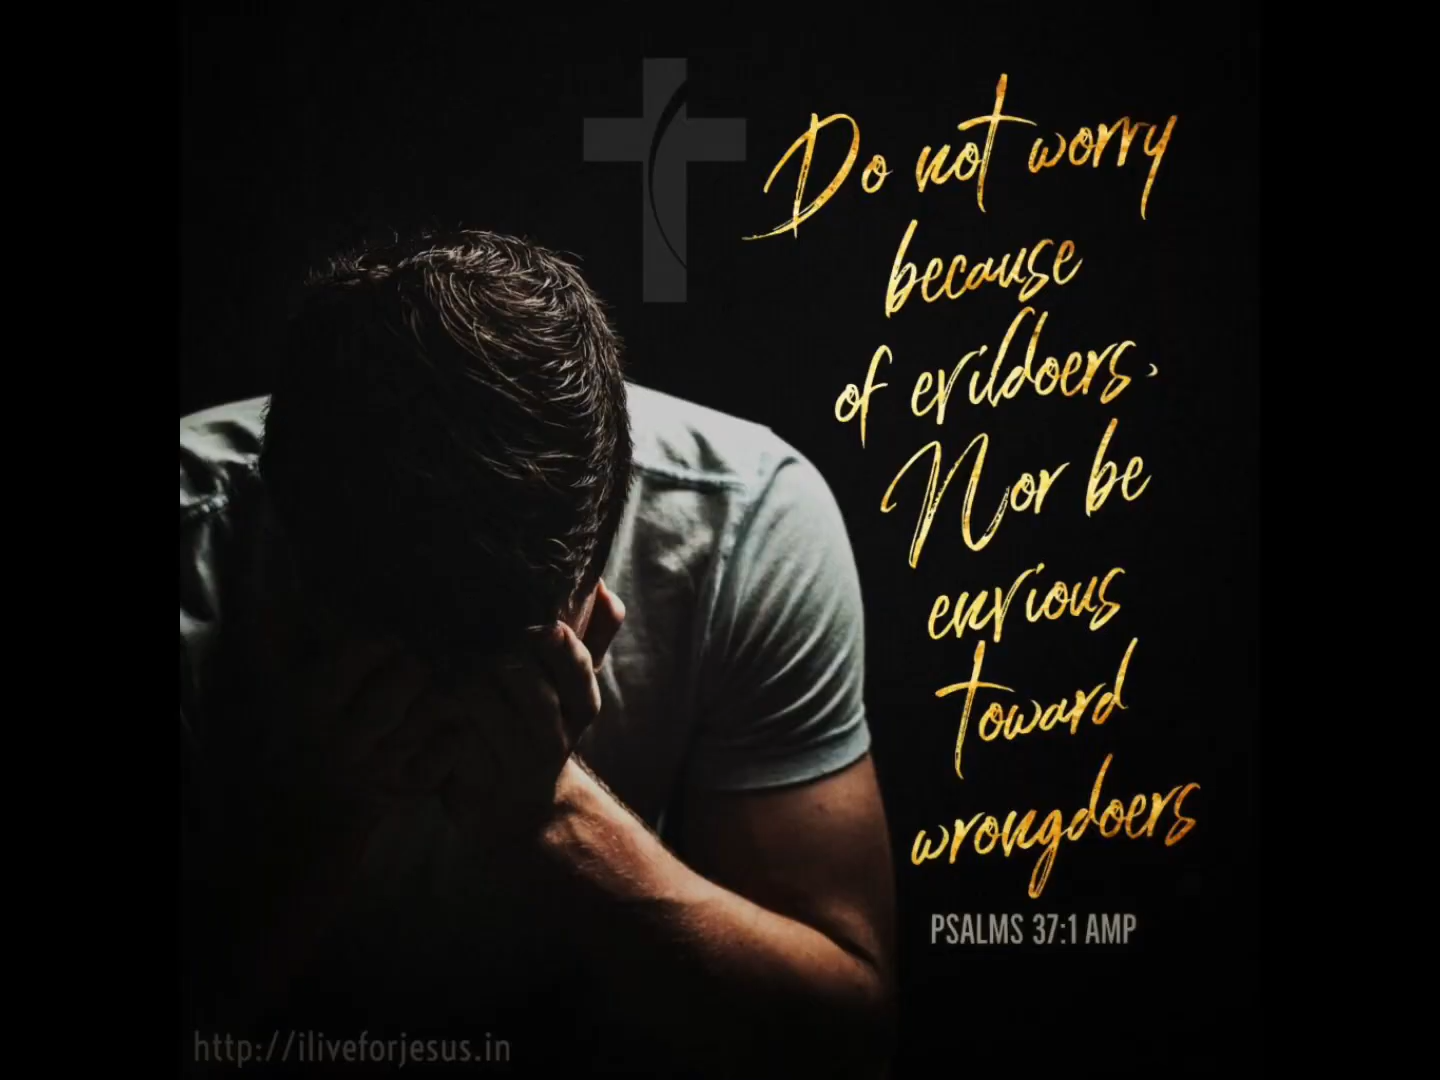 Do not worry
because
of evildoers,
Nor be
envious
toward
wrongdoers
PSALMS 37:1 AMP
http://iliveforjesus.in